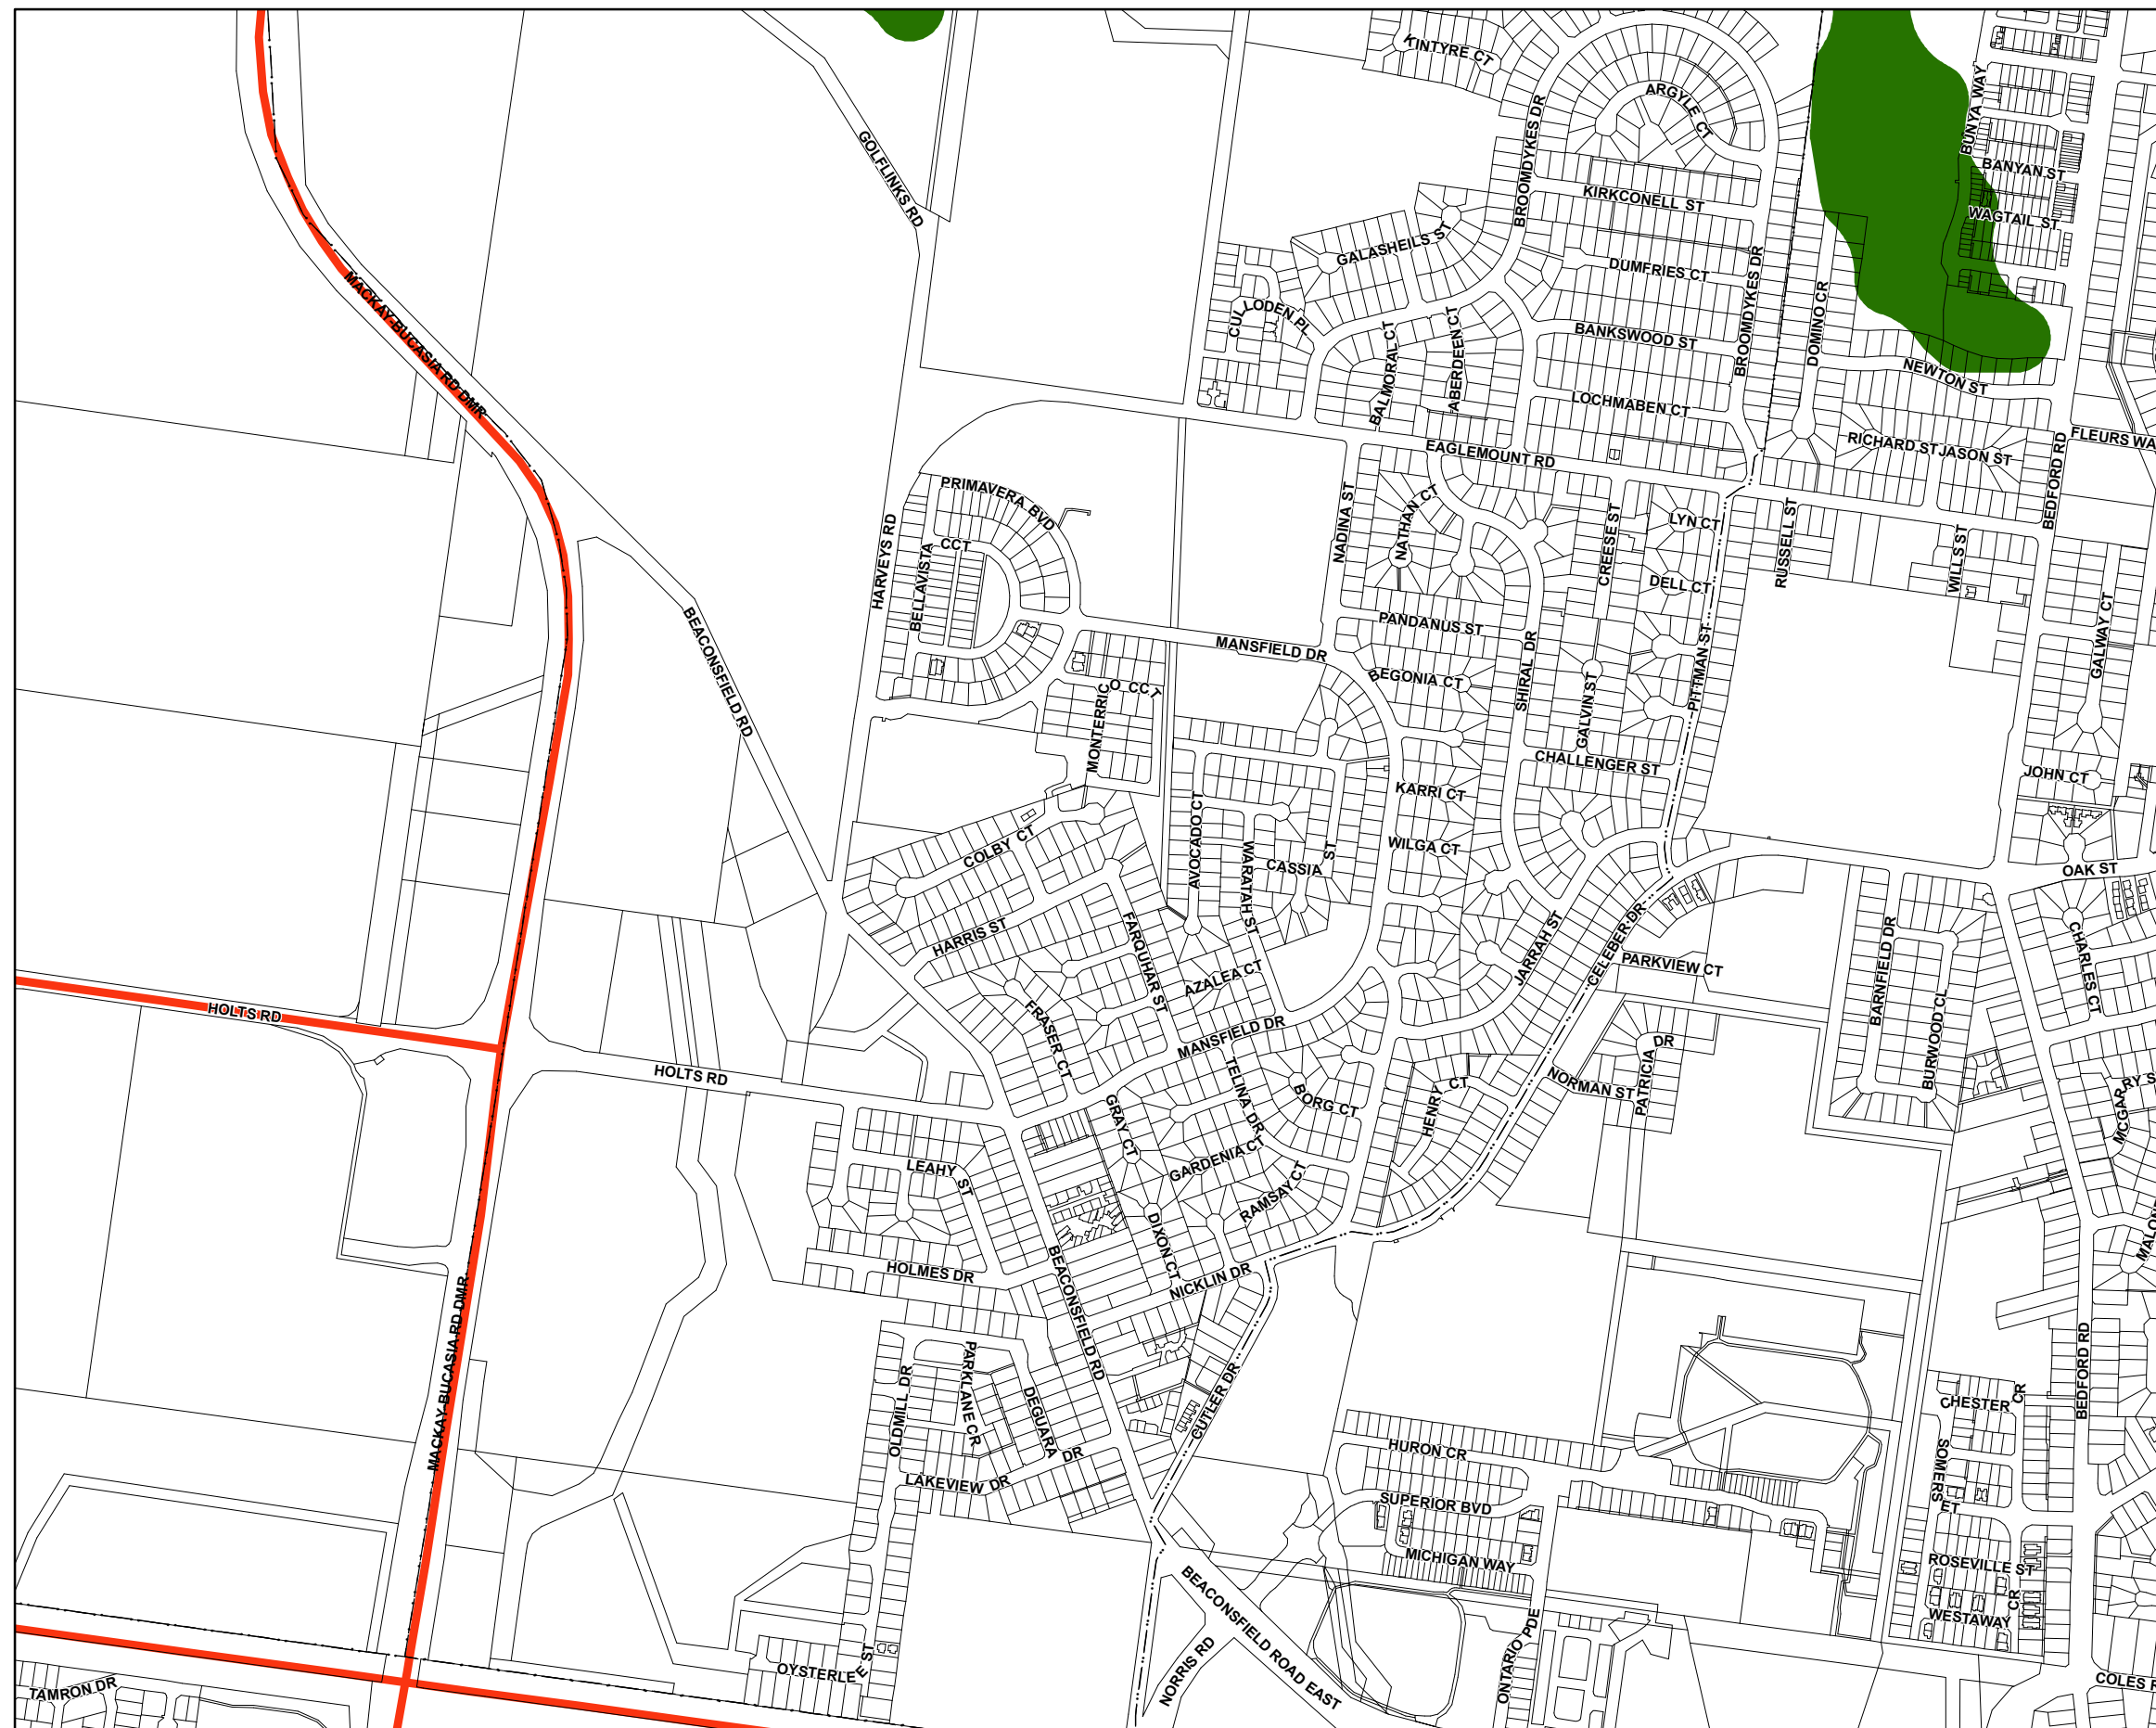 KINTYRE CT
ARGYLE CT
BUNYA WAY
BROOMDYKES DR
GOLFLINKS RD
BANYAN ST
KIRKCONELL ST
WAGTAIL ST
GALASHEILS ST
DUMFRIES CT
BROOMDYKES DR
DOMINO CR
MACKAY-BUCASIA RD DMR
CULLODEN PL
BALMORAL CT
ABERDEEN CT
BANKSWOOD ST
NEWTON ST
LOCHMABEN CT
EAGLEMOUNT RD
RICHARD ST
JASON ST
BEDFORD RD
FLEURS WA
PRIMAVERA BVD
NADINA ST
NATHAN CT
CREESE ST
LYN CT
RUSSELL ST
WILLS ST
HARVEYS RD
BELLAVISTA CCT
DELL CT
GALWAY CT
BEACONSFIELD RD
PANDANUS ST
MANSFIELD DR
BEGONIA CT
SHIRAL DR
PITTMAN ST
GALVIN ST
MONTERRICO CCT
CHALLENGER ST
JOHN CT
KARRI CT
COLBY CT
AVOCADO CT
WARATAH ST
CASSIA ST
WILGA CT
OAK ST
HARRIS ST
FARQUHAR ST
JARRAH ST
CELEBER DR
PARKVIEW CT
BARNFIELD DR
BURWOOD CL
CHARLES CT
AZALEA CT
HOLTS RD
FRASER CT
MANSFIELD DR
PATRICIA DR
HOLTS RD
TELINA DR
BORG CT
HENRY CT
NORMAN ST
MCGARRY S
GRAY CT
GARDENIA CT
LEAHY ST
RAMSAY CT
DIXON CT
MALON
HOLMES DR
NICKLIN DR
BEACONSFIELD RD
MACKAY-BUCASIA RD DMR
OLDMILL DR
PARKLANE CR
DEGUARA DR
CUTLER DR
BEDFORD RD
CHESTER CR
LAKEVIEW DR
HURON CR
SOMERSET
SUPERIOR BVD
MICHIGAN WAY
ROSEVILLE ST
WESTAWAY CR
BEACONSFIELD ROAD EAST
NORRIS RD
ONTARIO PDE
OYSTERLEE ST
TAMRON DR
COLES R